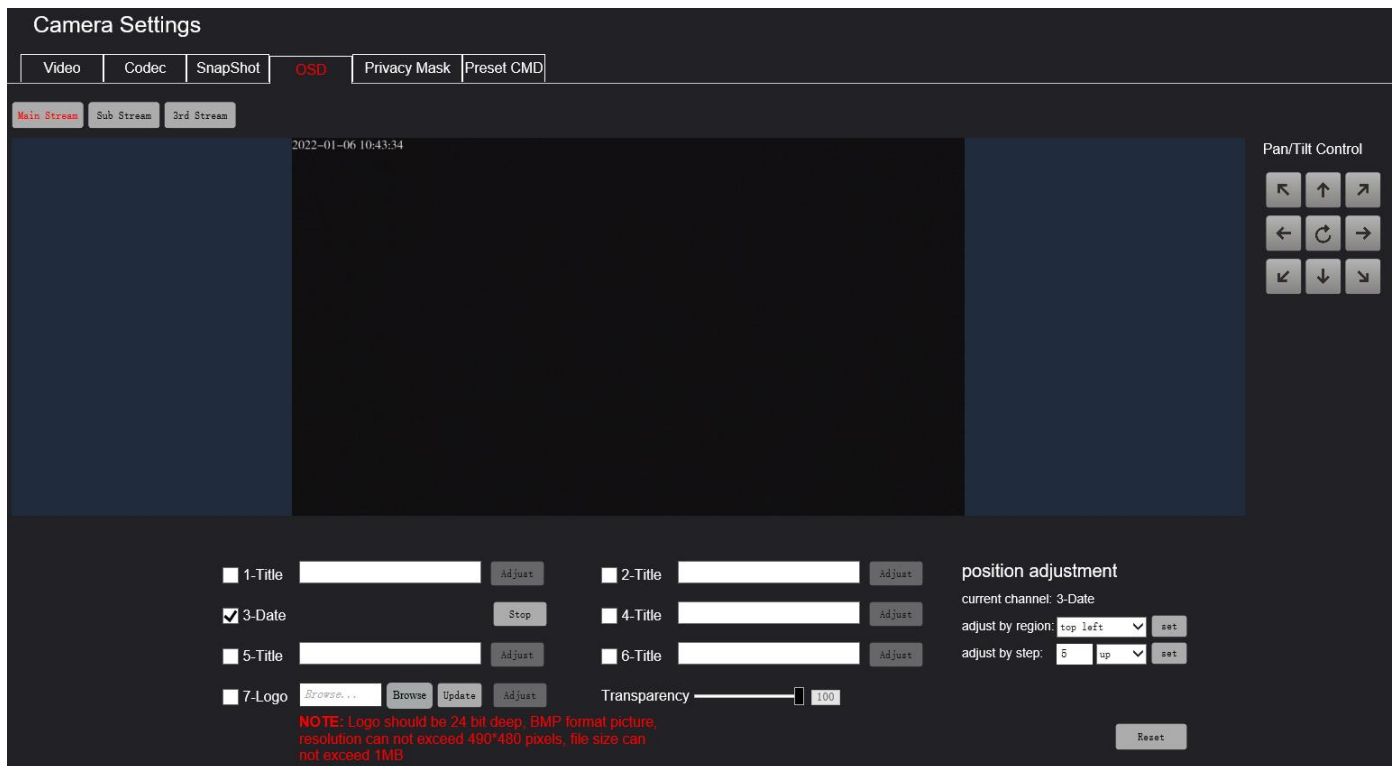 Camera Settings
Video Codec SnapShot OSD Privacy Mask Preset CMD
Main Stream Sub Stream 3rd Stream
2022-01-06 10:43:34
Pan/Tilt Control
1-Title Adjust 2-Title Adjust
position adjustment
current channel: 3-Date
3-Date Stop 4-Title Adjust
adjust by region: top left set
5-Title Adjust 6-Title Adjust
adjust by step: 5 up set
7-Logo Browse... Browse Update Adjust Transparency 100
NOTE: Logo should be 24 bit deep, BMP format picture,
resolution can not exceed 490*480 pixels, file size can
not exceed 1MB
Reset